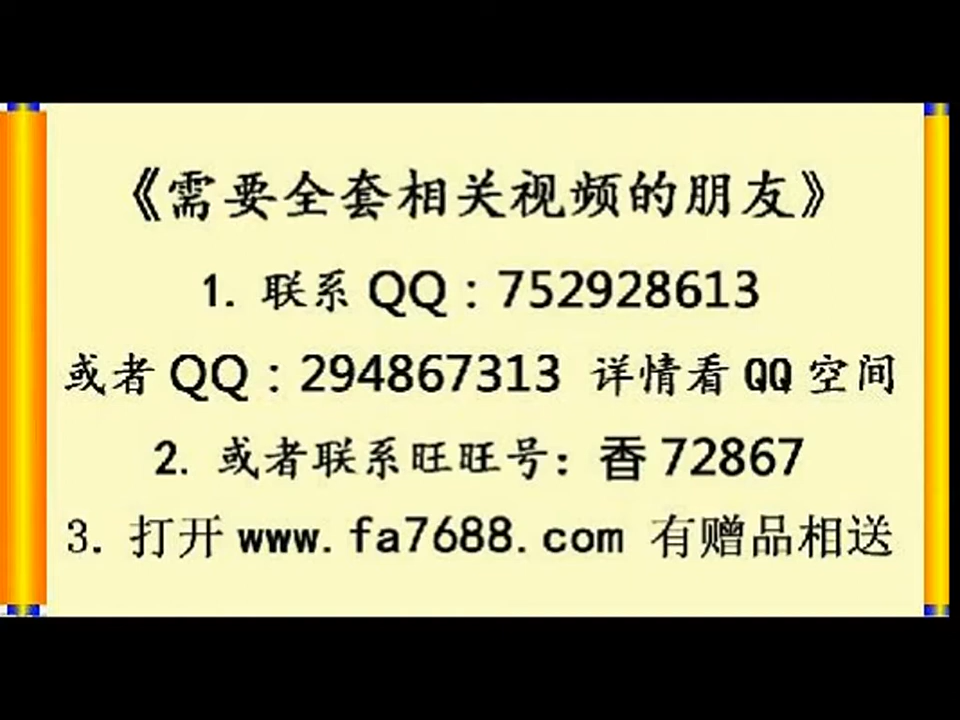 《需要全套相关视频的朋友》
1. 联系 QQ：752928613
或者 QQ：294867313 详情看 QQ 空间
2. 或者联系旺旺号：香 72867
3. 打开 www.fa7688.com 有赠品相送